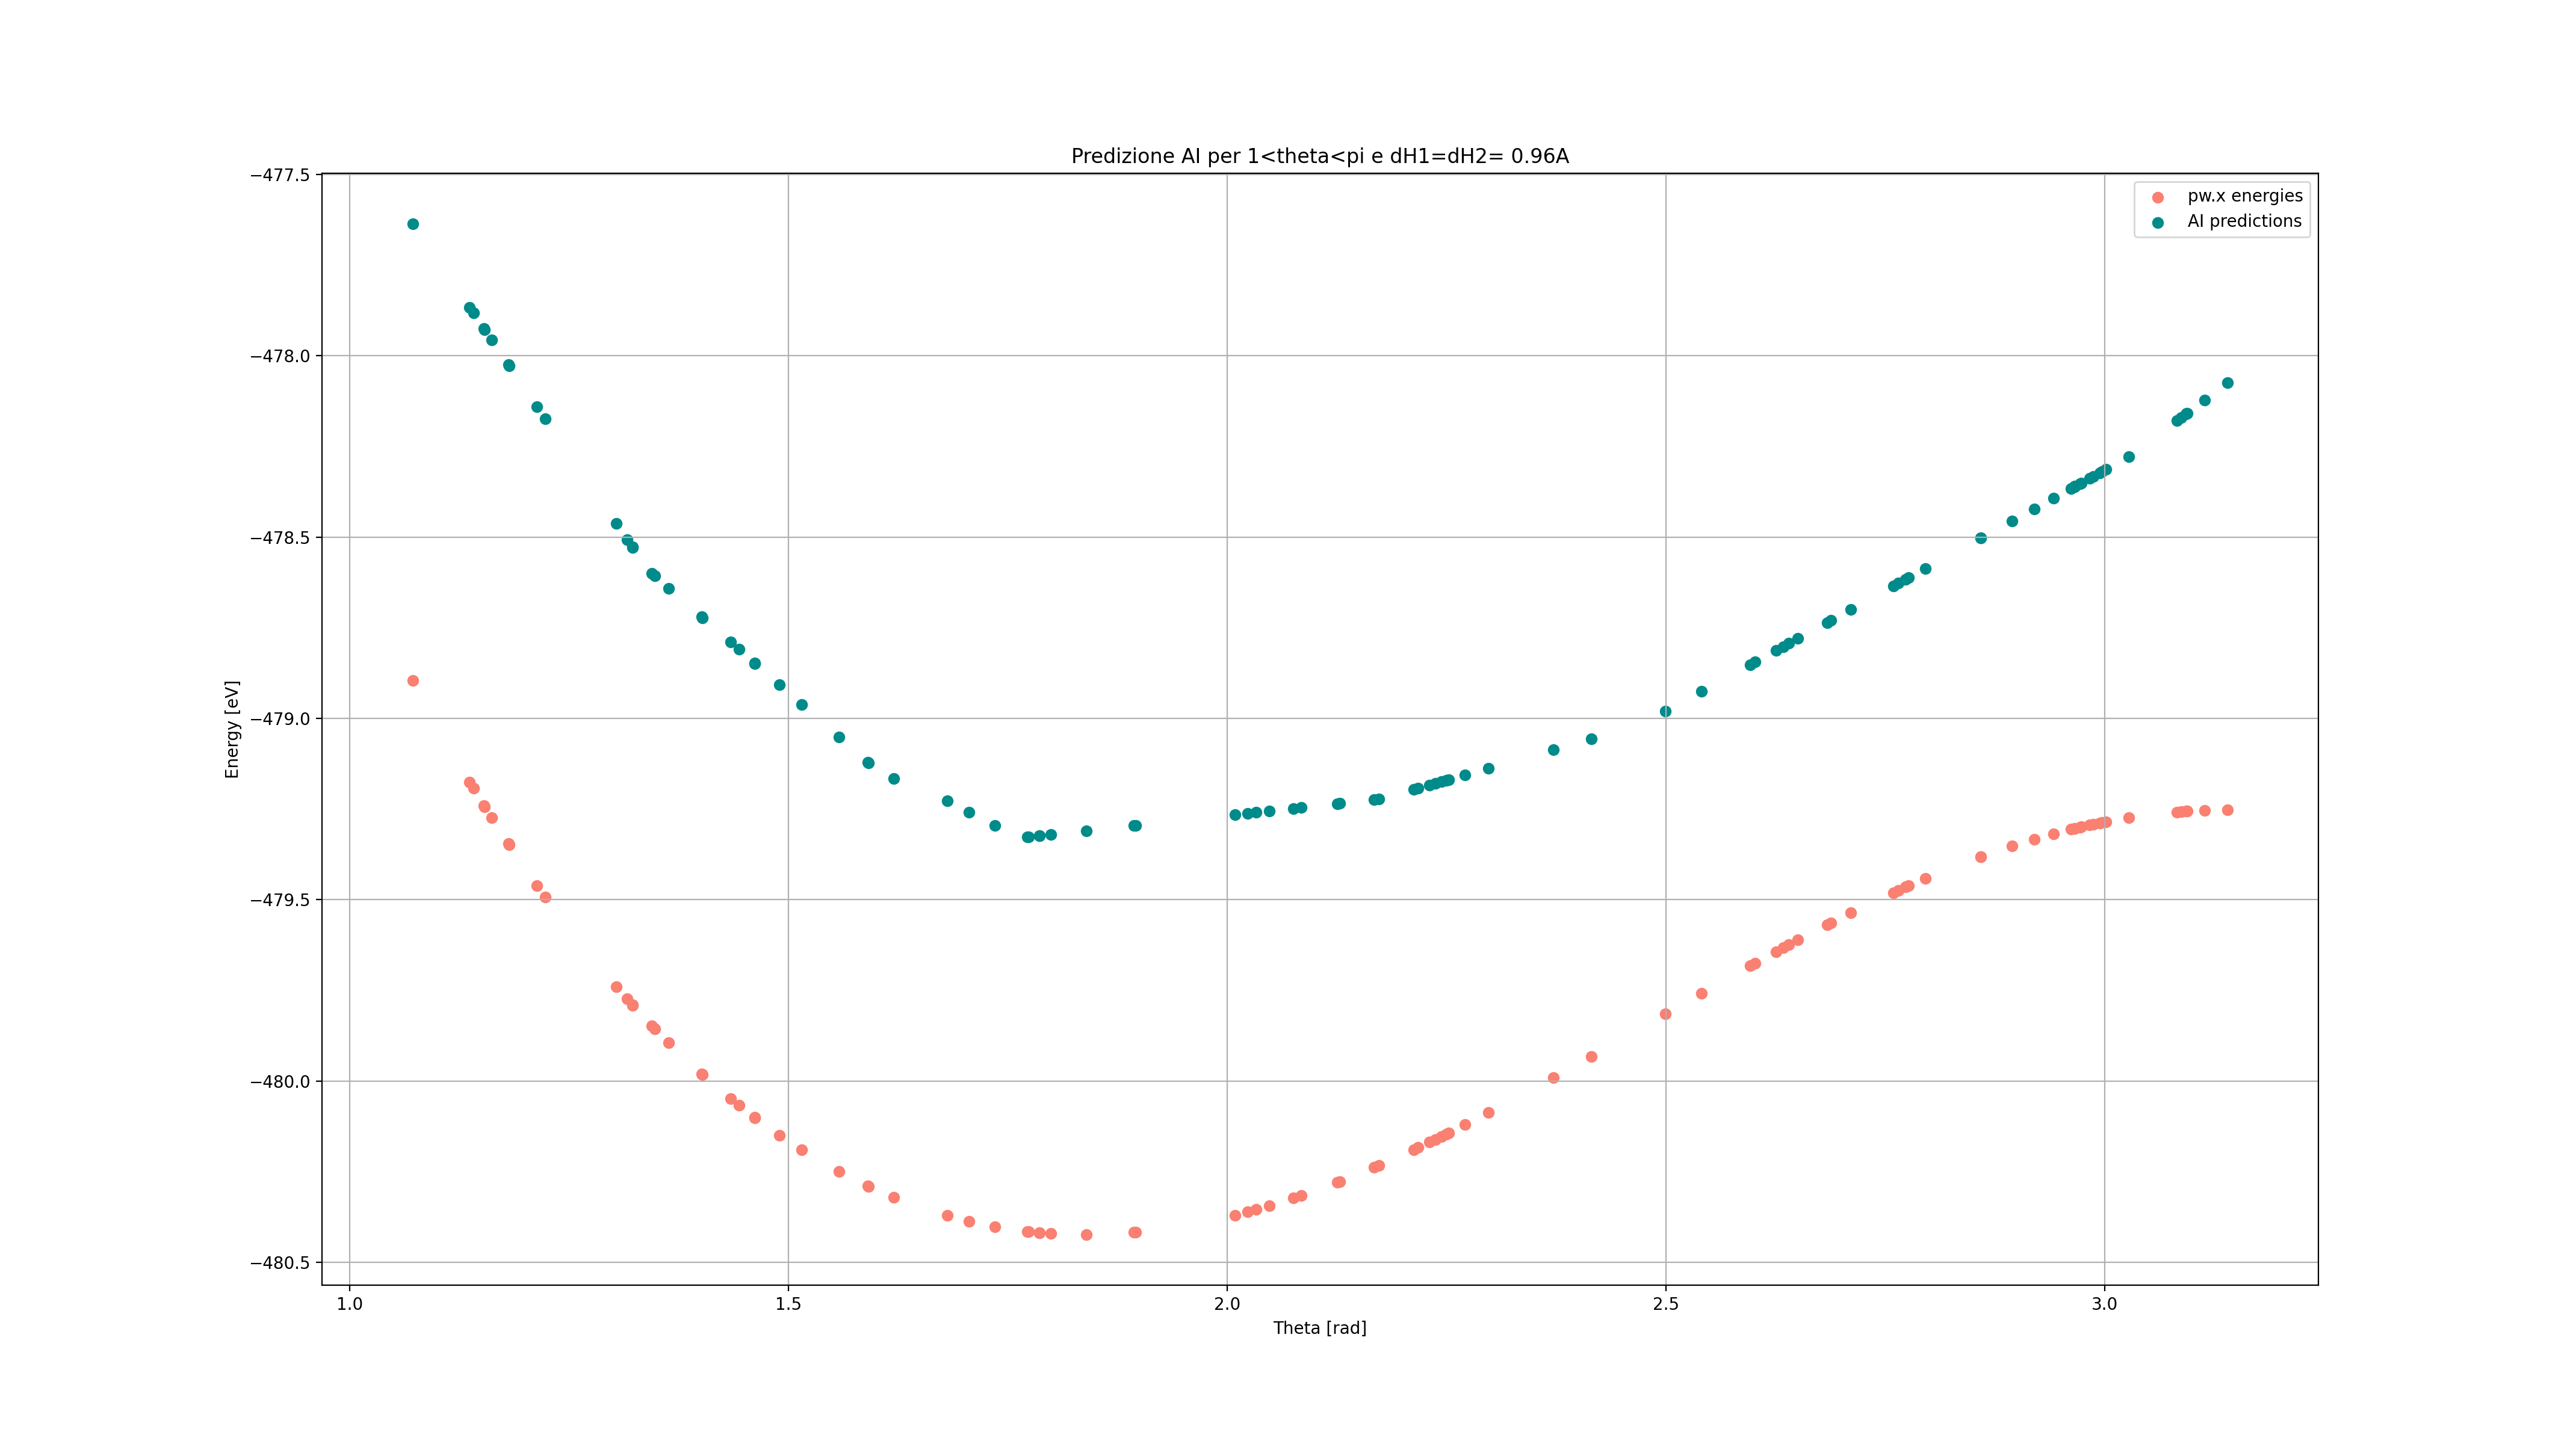 Predizione AI per 1<theta<pi e dH1=dH2= 0.96A
pw.x energies
AI predictions
−477.5
−478.0
−478.5
−479.0
−479.5
−480.0
−480.5
Energy [eV]
1.0 1.5 2.0 2.5 3.0
Theta [rad]